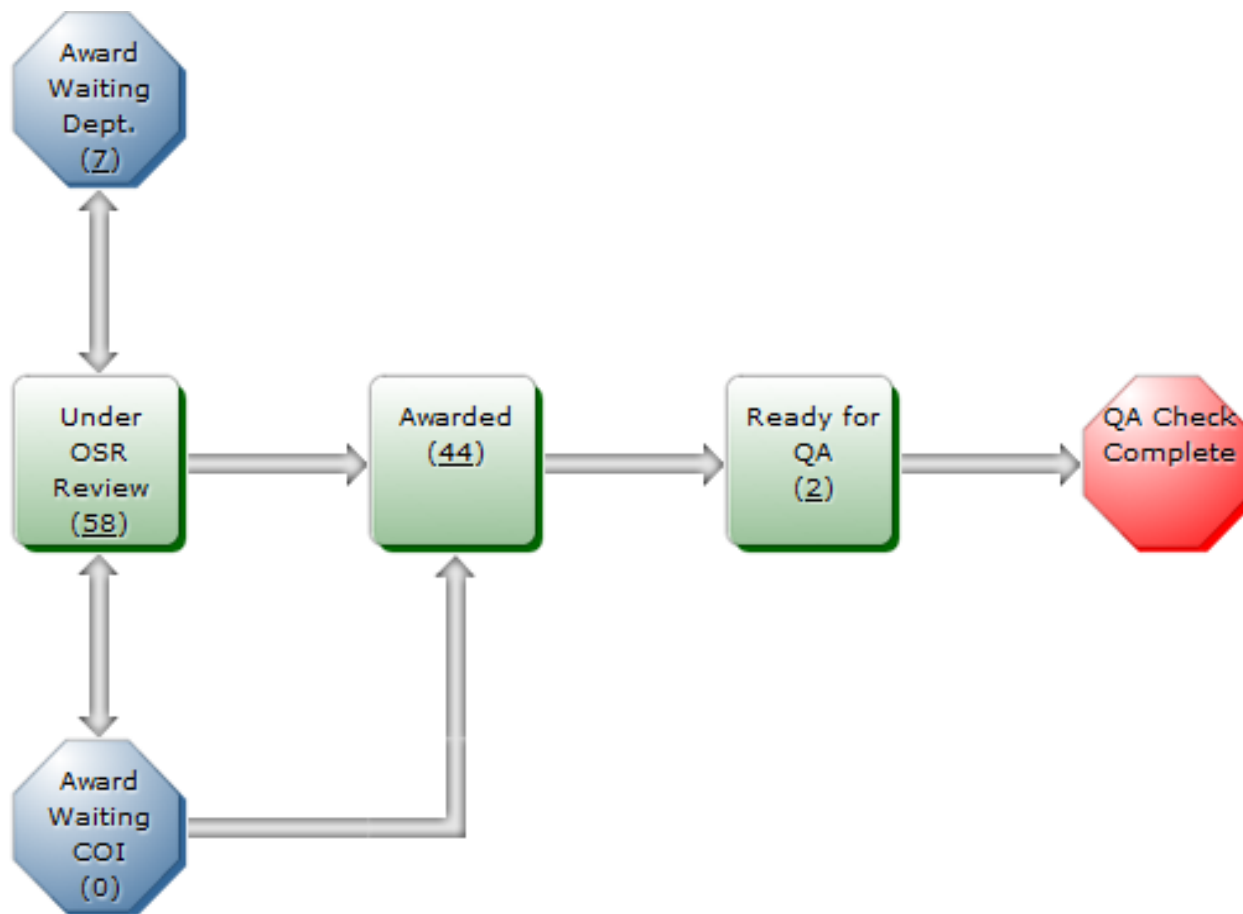 Award
Waiting
Dept.
(7)
Under
OSR
Review
(58)
Awarded
(44)
Ready for
QA
(2)
QA Check
Complete
Award
Waiting
COI
(0)